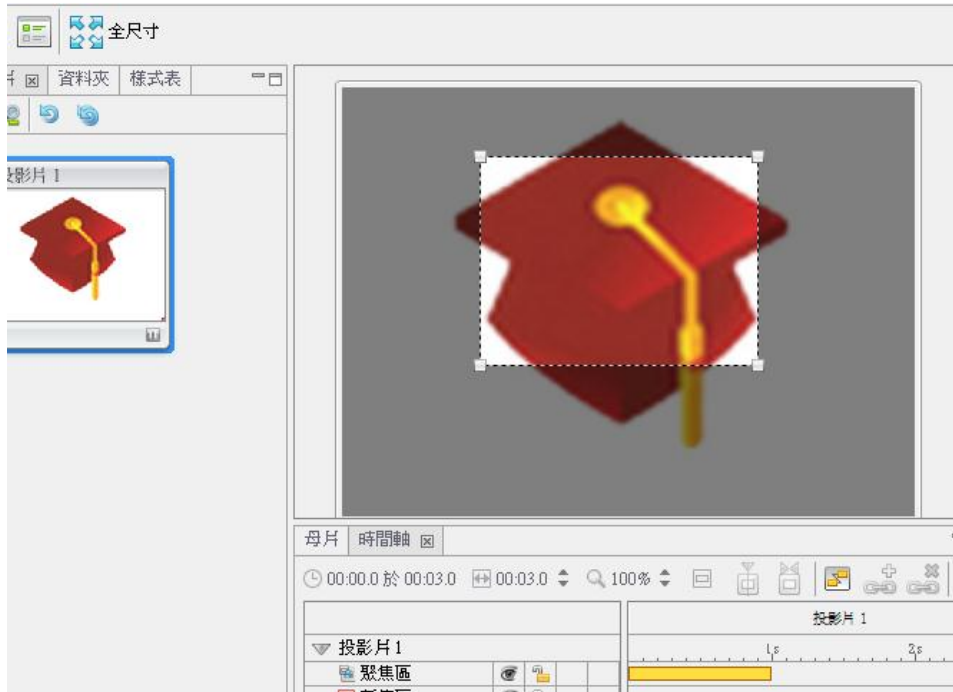 全尺寸
資料夾 樣式表
投影片 1
母片 時間軸
00:00.0 於 00:03.0 00:03.0 100%
投影片 1
投影片 1
1s 2s
聚焦區